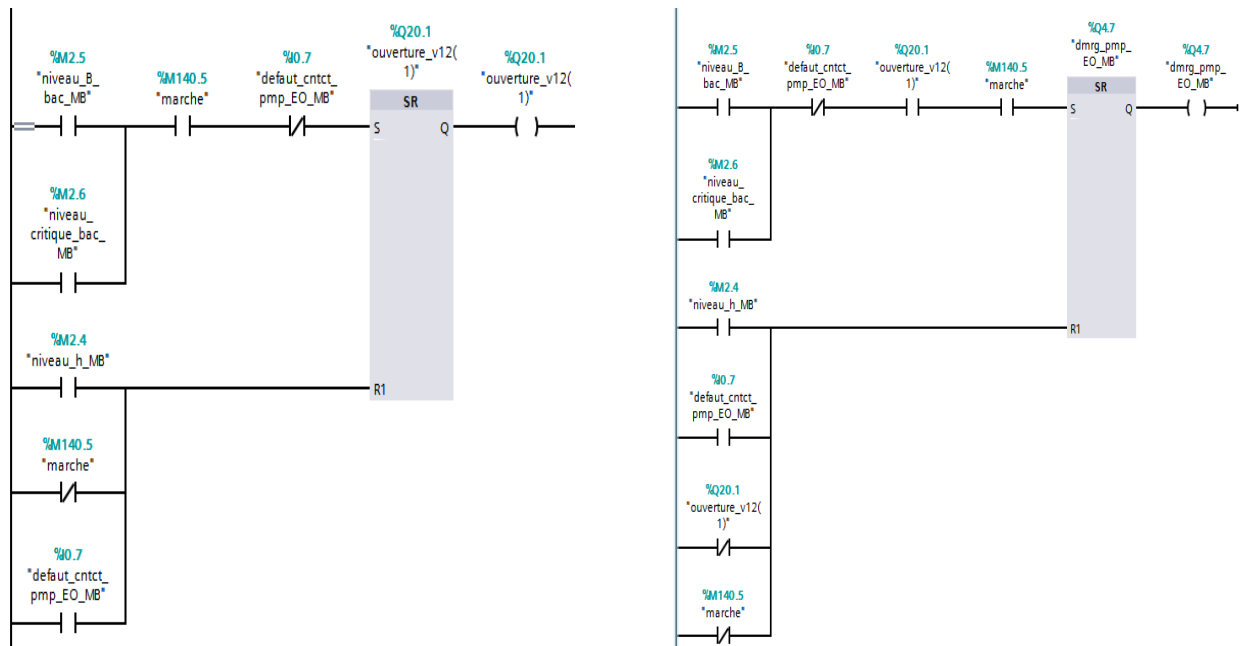 %Q20.1
"ouverture_v12(
1)"
%Q20.1
"ouverture_v12(
1)"
%M2.5
"niveau_B_
bac_MB"
%M140.5
"marche"
%I0.7
"defaut_cntct_
pmp_EO_MB"
SR
S
Q
%M2.6
"niveau_
critique_bac_
MB"
%M2.4
"niveau_h_MB"
R1
%M140.5
"marche"
%I0.7
"defaut_cntct_
pmp_EO_MB"
%Q4.7
"dmrg_pmp_
EO_MB"
%Q4.7
"dmrg_pmp_
EO_MB"
%M2.5
"niveau_B_
bac_MB"
%I0.7
"defaut_cntct_
pmp_EO_MB"
%Q20.1
"ouverture_v12(
1)"
%M140.5
"marche"
SR
S
Q
%M2.6
"niveau_
critique_bac_
MB"
%M2.4
"niveau_h_MB"
R1
%I0.7
"defaut_cntct_
pmp_EO_MB"
%Q20.1
"ouverture_v12(
1)"
%M140.5
"marche"